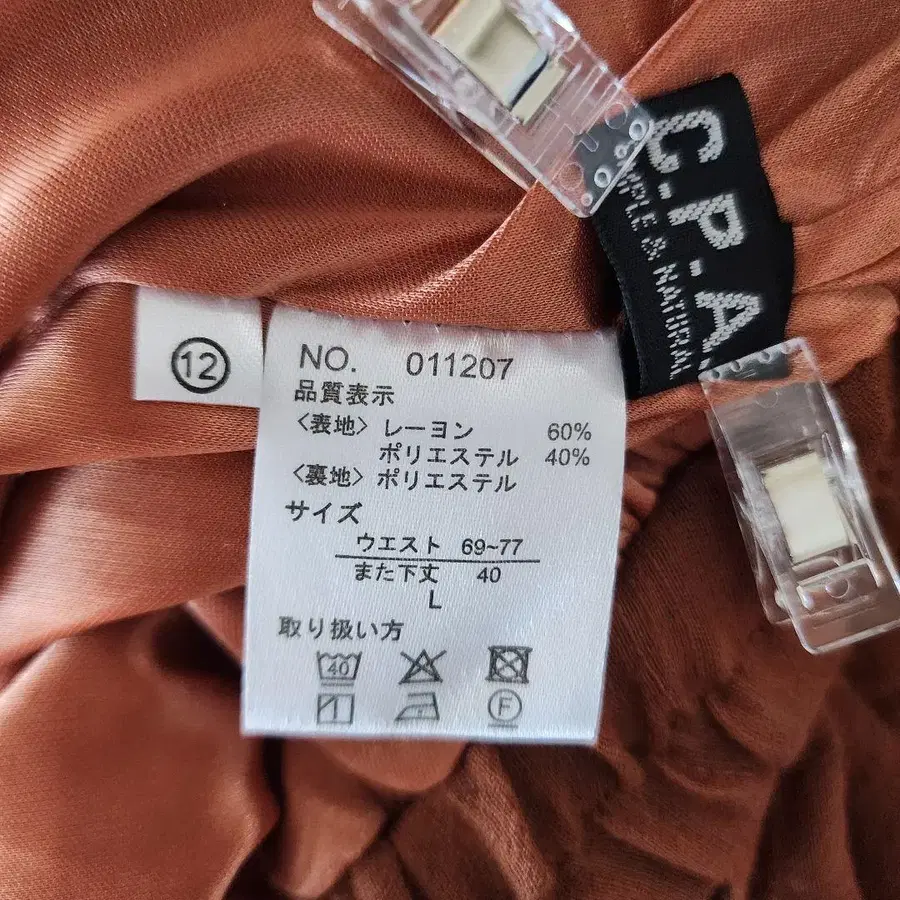 C-P-A
& NATURAL
12
NO. 011207
品質表示
〈表地〉 レーヨン 60%
ポリエステル 40%
〈裏地〉 ポリエステル
サイズ
ウエスト 69~77
また下丈 40
L
取り扱い方
40
F